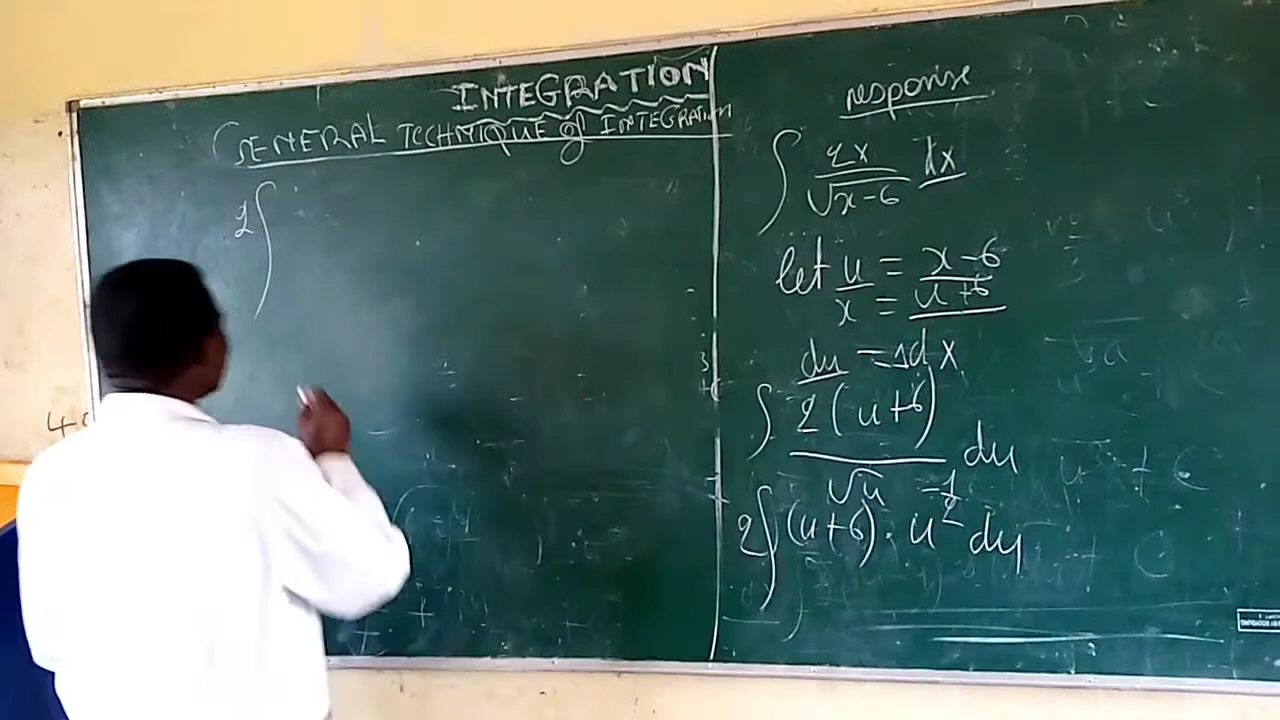 INTEGRATION
GENERAL TECHNIQUE of INTEGRATION
2∫
response
∫ 2x/√(x-6) dx
let u = x-6
x = u+6
du = 1dx
∫ 2(u+6)/√u du
2∫(u+6).u^(-1/2) du